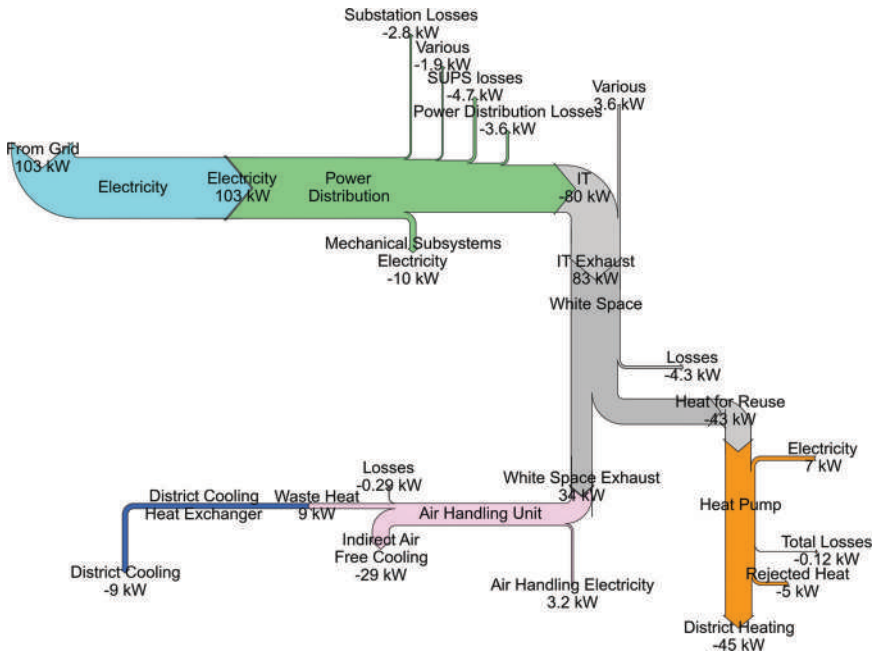 Substation Losses
-2.8 kW
Various
-1.9 kW
SUPS losses
-4.7 kW
Power Distribution Losses
-3.6 kW
Various
3.6 kW
From Grid
103 kW
Electricity
Electricity
103 kW
Power
Distribution
IT
-80 kW
Mechanical Subsystems
Electricity
-10 kW
IT Exhaust
83 kW
White Space
Losses
-4.3 kW
Heat for Reuse
-43 kW
Electricity
7 kW
White Space Exhaust
34 kW
Heat Pump
Losses
-0.29 kW
District Cooling
Heat Exchanger
Waste Heat
9 kW
Air Handling Unit
Indirect Air
Free Cooling
-29 kW
District Cooling
-9 kW
Air Handling Electricity
3.2 kW
Total Losses
-0.12 kW
Rejected Heat
-5 kW
District Heating
-45 kW